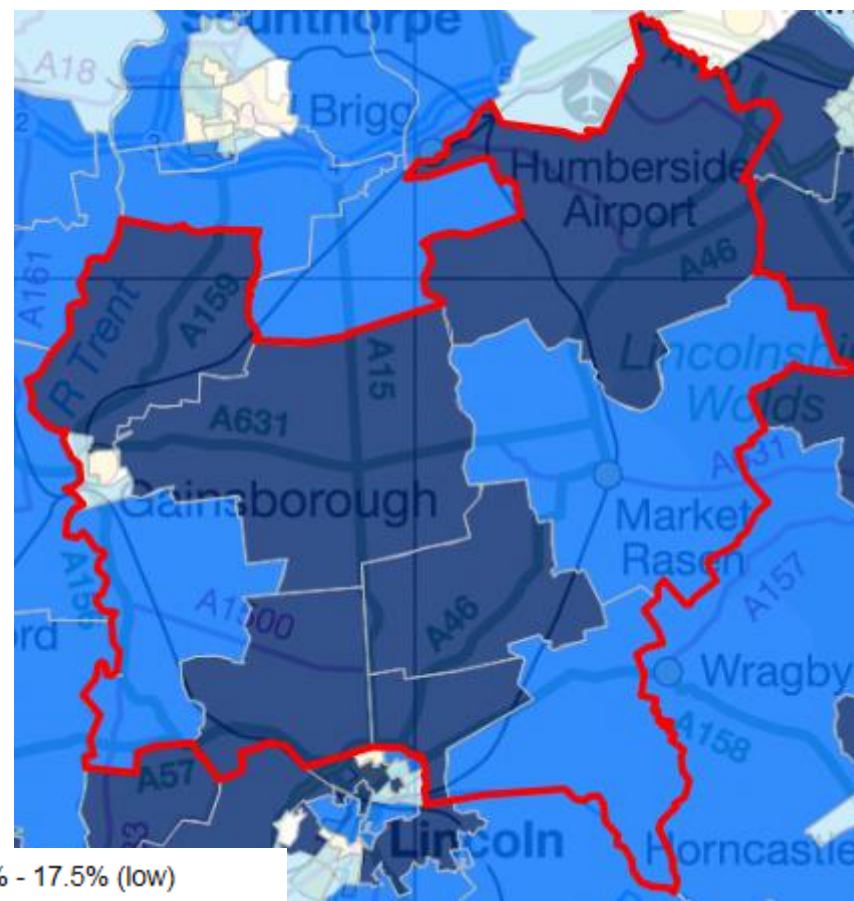 Scunthorpe
A18
Brigg
Humberside
Airport
A161
R Trent
A159
A46
A15
Lincolnshire
Wolds
A631
A631
Gainsborough
Market
Rasen
A157
A1500
A46
Wragby
A158
A57
Lincoln
Horncastle
% - 17.5% (low)